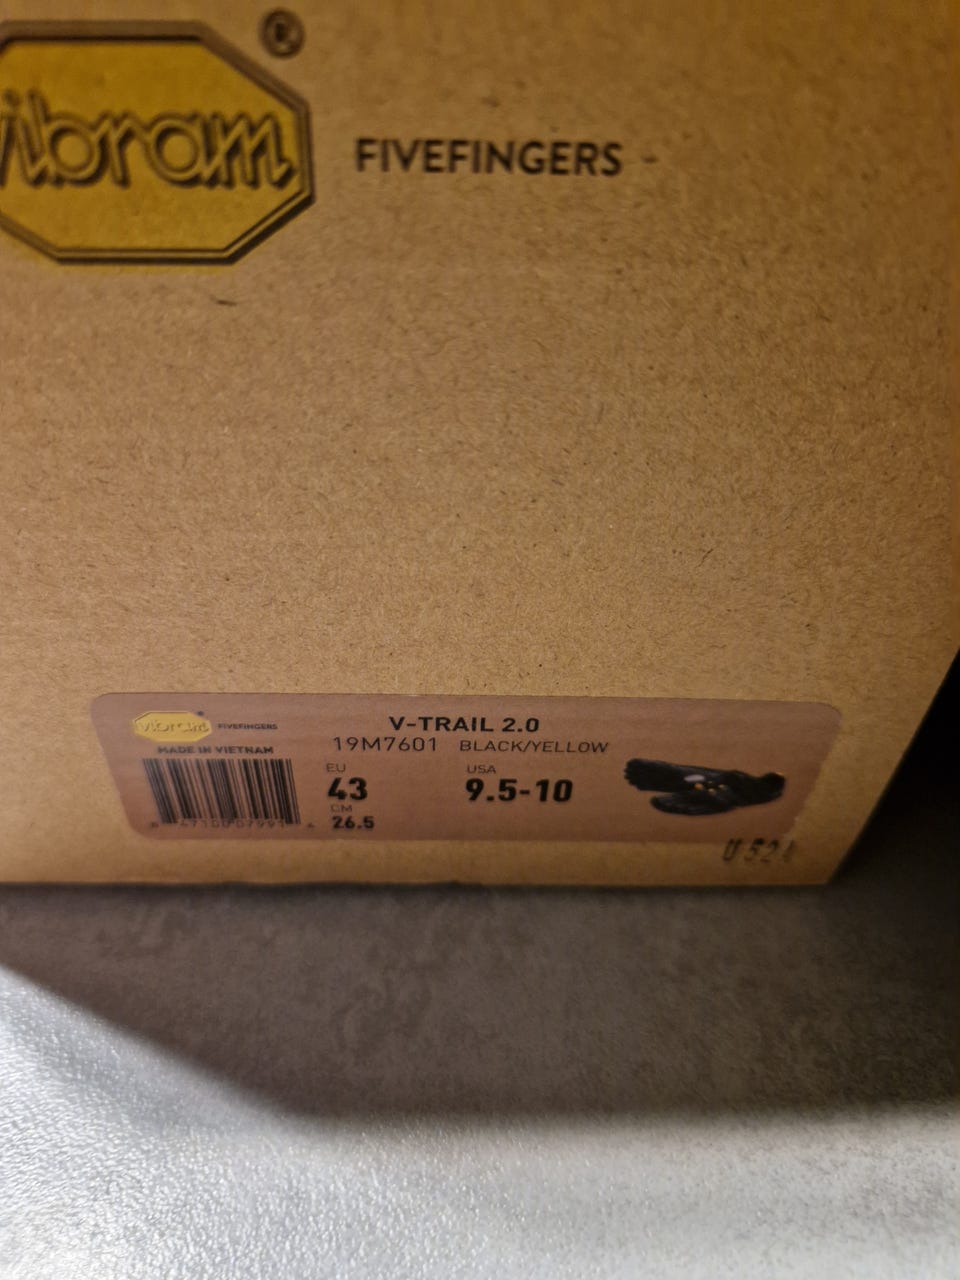 vibram®
FIVEFINGERS
vibram FIVEFINGERS
V-TRAIL 2.0
MADE IN VIETNAM
19M7601 BLACK/YELLOW
EU
43
USA
9.5-10
CM
26.5